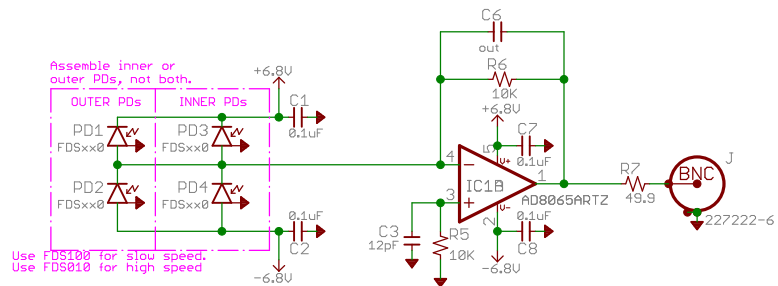 C6
out
Assemble inner or
outer PDs, not both.
+6.8V
R6
10K
OUTER PDs
INNER PDs
C1
0.1uF
+6.8V
PD1
FDSxx0
PD3
FDSxx0
C7
0.1uF
5
V+
4
IC1B
1
AD8065ARTZ
R7
49.9
BNC
J
227222-6
PD2
FDSxx0
PD4
FDSxx0
3
V-
2
0.1uF
C2
C3
12pF
R5
10K
0.1uF
C8
-6.8V
-6.8V
Use FDS100 for slow speed.
Use FDS010 for high speed